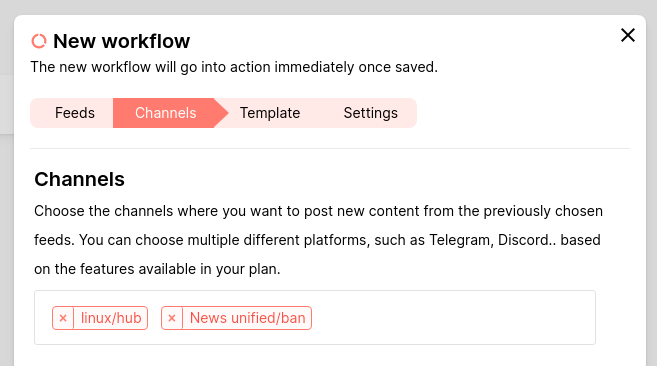 New workflow
The new workflow will go into action immediately once saved.
Feeds Channels Template Settings
Channels
Choose the channels where you want to post new content from the previously chosen
feeds. You can choose multiple different platforms, such as Telegram, Discord.. based
on the features available in your plan.
× linux/hub × News unified/ban